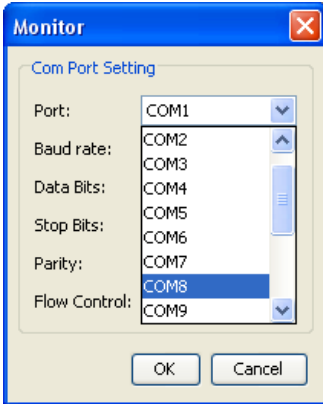 Monitor
Com Port Setting
Port: COM1
COM2
Baud rate:
COM3
Data Bits: COM4
COM5
Stop Bits:
COM6
Parity: COM7
COM8
Flow Control:
COM9
OK Cancel